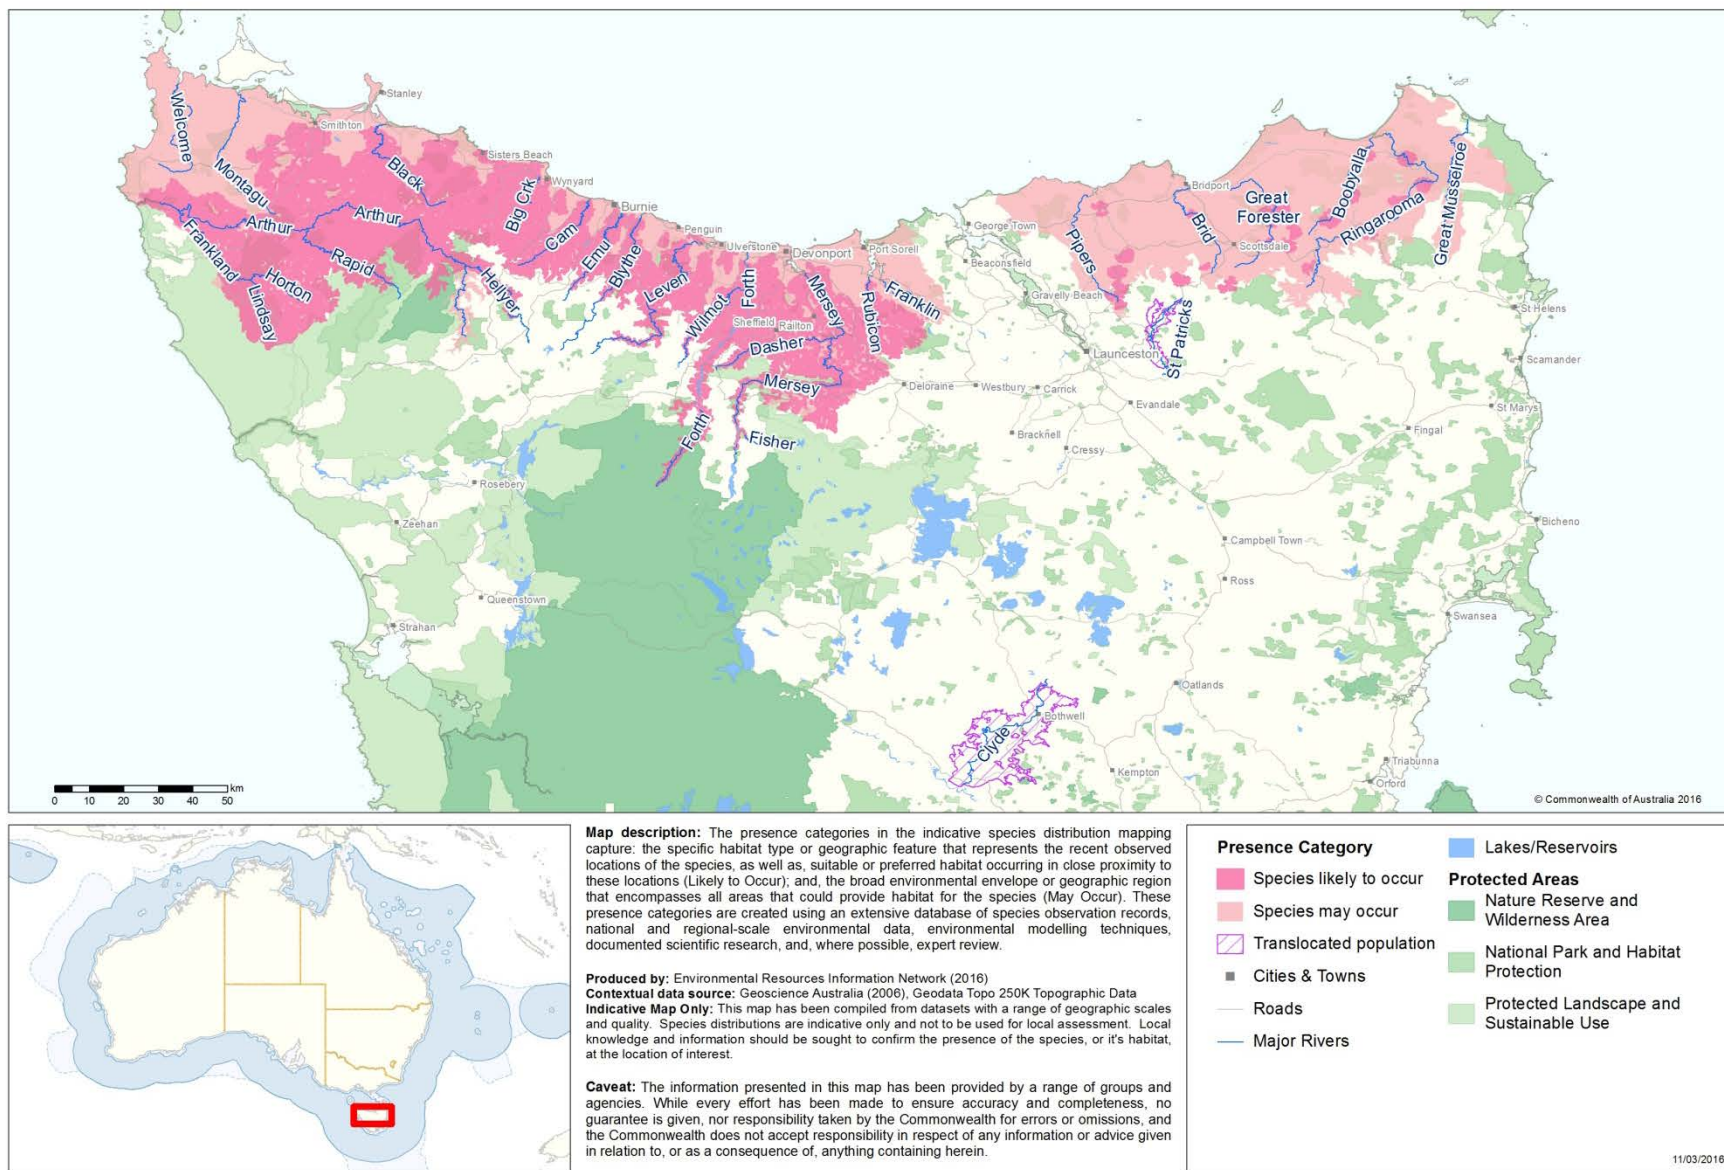 Stanley
Smithton
Welcome
Montagu
Black
Sisters Beach
Wynyard
Big Crk
Burnie
Arthur
Arthur
Cam
Emu
Blythe
Penguin
Ulverstone
Devonport
Port Sorell
George Town
Beaconsfield
Gravelly Beach
Launceston
Frankland
Horton
Lindsay
Rapid
Hellyer
Leven
Wilmot
Forth
Mersey
Rubicon
Franklin
Sheffield
Railton
Dasher
Mersey
Forth
Fisher
Deloraine
Westbury
Carrick
Evandale
Bracknell
Cressy
Pipers
Bridport
Brid
Great
Forester
Scottsdale
Boobyalla
Ringarooma
Great Musselroe
St Patricks
St Helens
Scamander
St Marys
Fingal
Bicheno
Campbell Town
Ross
Swansea
Rosebery
Zeehan
Queenstown
Strahan
Oatlands
Bothwell
Clyde
Kempton
Triabunna
Orford
0 10 20 30 40 50 km
© Commonwealth of Australia 2016
Map description: The presence categories in the indicative species distribution mapping
capture: the specific habitat type or geographic feature that represents the recent observed
locations of the species, as well as, suitable or preferred habitat occurring in close proximity to
these locations (Likely to Occur); and, the broad environmental envelope or geographic region
that encompasses all areas that could provide habitat for the species (May Occur). These
presence categories are created using an extensive database of species observation records,
national and regional-scale environmental data, environmental modelling techniques,
documented scientific research, and, where possible, expert review.
Produced by: Environmental Resources Information Network (2016)
Contextual data source: Geoscience Australia (2006), Geodata Topo 250K Topographic Data
Indicative Map Only: This map has been compiled from datasets with a range of geographic scales
and quality. Species distributions are indicative only and not to be used for local assessment. Local
knowledge and information should be sought to confirm the presence of the species, or it's habitat,
at the location of interest.
Caveat: The information presented in this map has been provided by a range of groups and
agencies. While every effort has been made to ensure accuracy and completeness, no
guarantee is given, nor responsibility taken by the Commonwealth for errors or omissions, and
the Commonwealth does not accept responsibility in respect of any information or advice given
in relation to, or as a consequence of, anything containing herein.
Presence Category
Species likely to occur
Species may occur
Translocated population
Cities & Towns
Roads
Major Rivers
Lakes/Reservoirs
Protected Areas
Nature Reserve and
Wilderness Area
National Park and Habitat
Protection
Protected Landscape and
Sustainable Use
11/03/2016